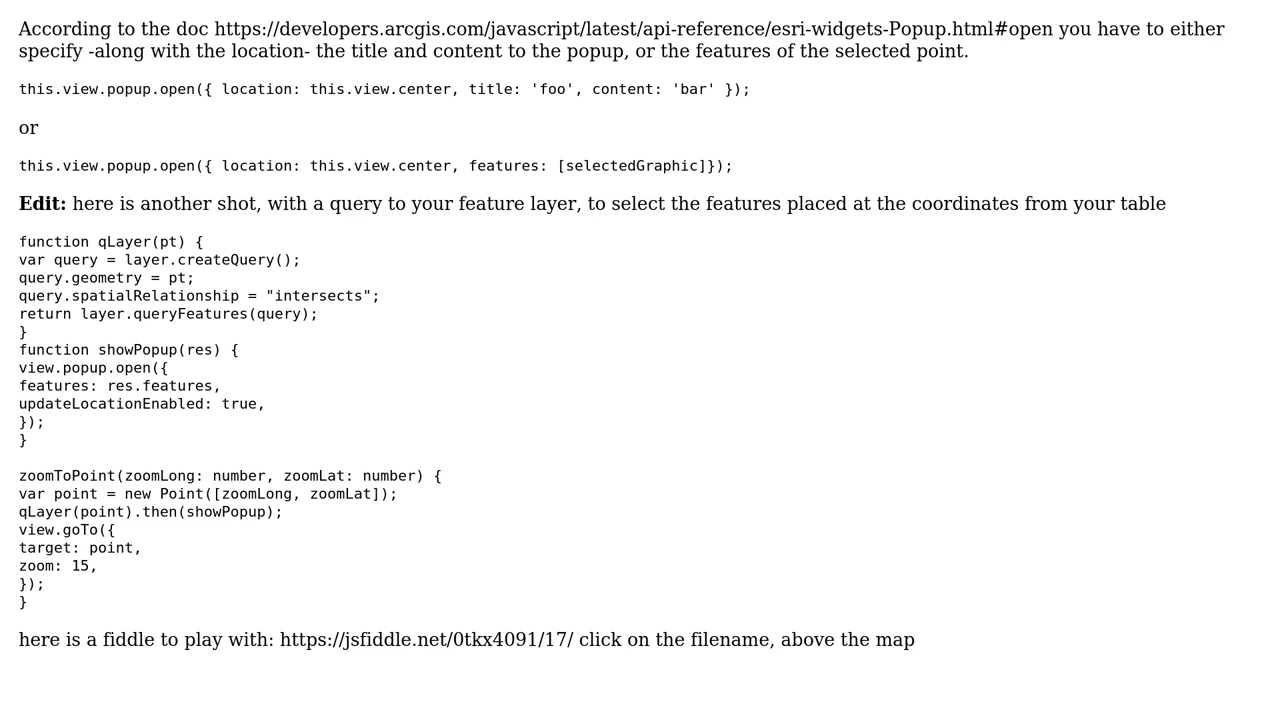 According to the doc https://developers.arcgis.com/javascript/latest/api-reference/esri-widgets-Popup.html#open you have to either
specify -along with the location- the title and content to the popup, or the features of the selected point.
this.view.popup.open({ location: this.view.center, title: 'foo', content: 'bar' });
or
this.view.popup.open({ location: this.view.center, features: [selectedGraphic]});
Edit: here is another shot, with a query to your feature layer, to select the features placed at the coordinates from your table
function qLayer(pt) {
var query = layer.createQuery();
query.geometry = pt;
query.spatialRelationship = "intersects";
return layer.queryFeatures(query);
}
function showPopup(res) {
view.popup.open({
features: res.features,
updateLocationEnabled: true,
});
}
zoomToPoint(zoomLong: number, zoomLat: number) {
var point = new Point([zoomLong, zoomLat]);
qLayer(point).then(showPopup);
view.goTo({
target: point,
zoom: 15,
});
}
here is a fiddle to play with: https://jsfiddle.net/0tkx4091/17/ click on the filename, above the map